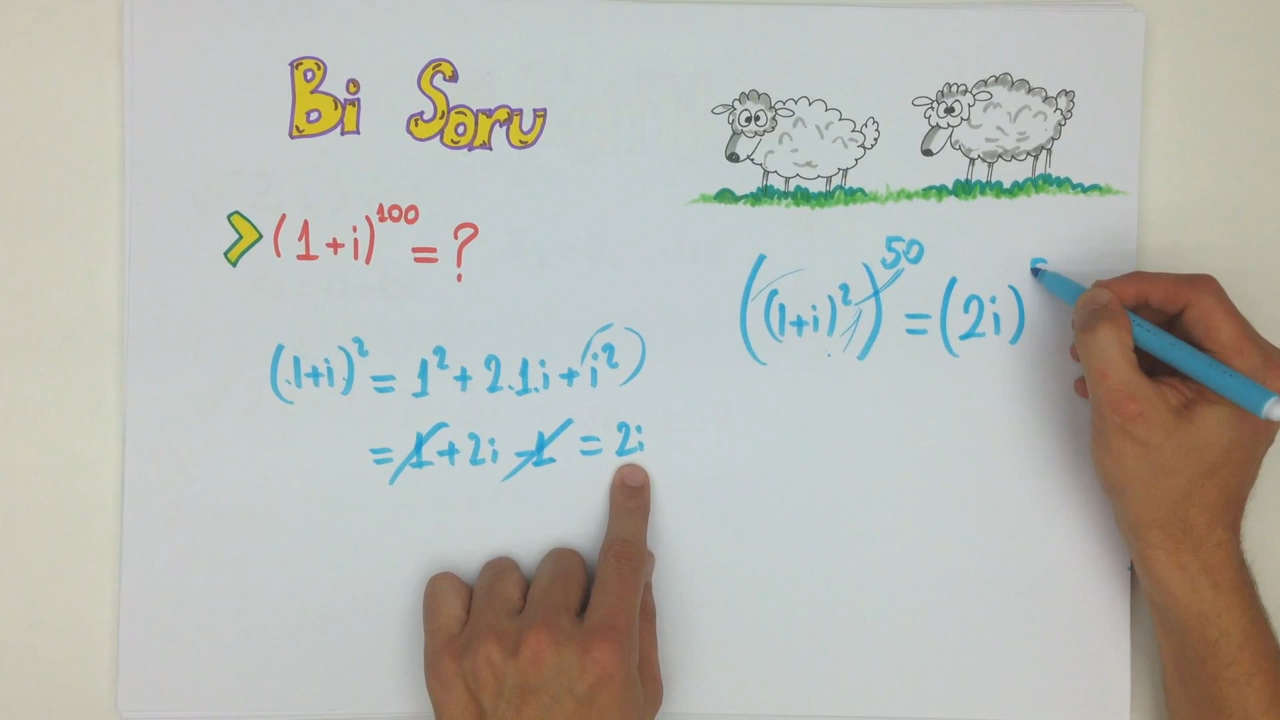 Bi Soru
(1+i)^100 = ?
(1+i)^2 = 1^2 + 2.1.i + i^2
= 1 + 2i - 1 = 2i
((1+i)^2)^50 = (2i)